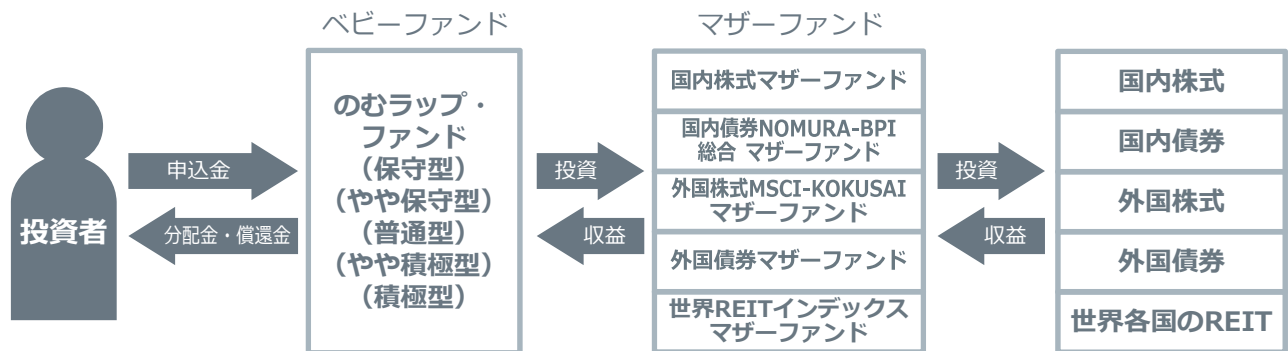 ベビーファンド
マザーファンド
投資者
申込金
分配金・償還金
のむラップ・
ファンド
(保守型)
(やや保守型)
(普通型)
(やや積極型)
(積極型)
投資
収益
国内株式マザーファンド
国内債券NOMURA-BPI
総合 マザーファンド
外国株式MSCI-KOKUSAI
マザーファンド
外国債券マザーファンド
世界REITインデックス
マザーファンド
投資
収益
国内株式
国内債券
外国株式
外国債券
世界各国のREIT